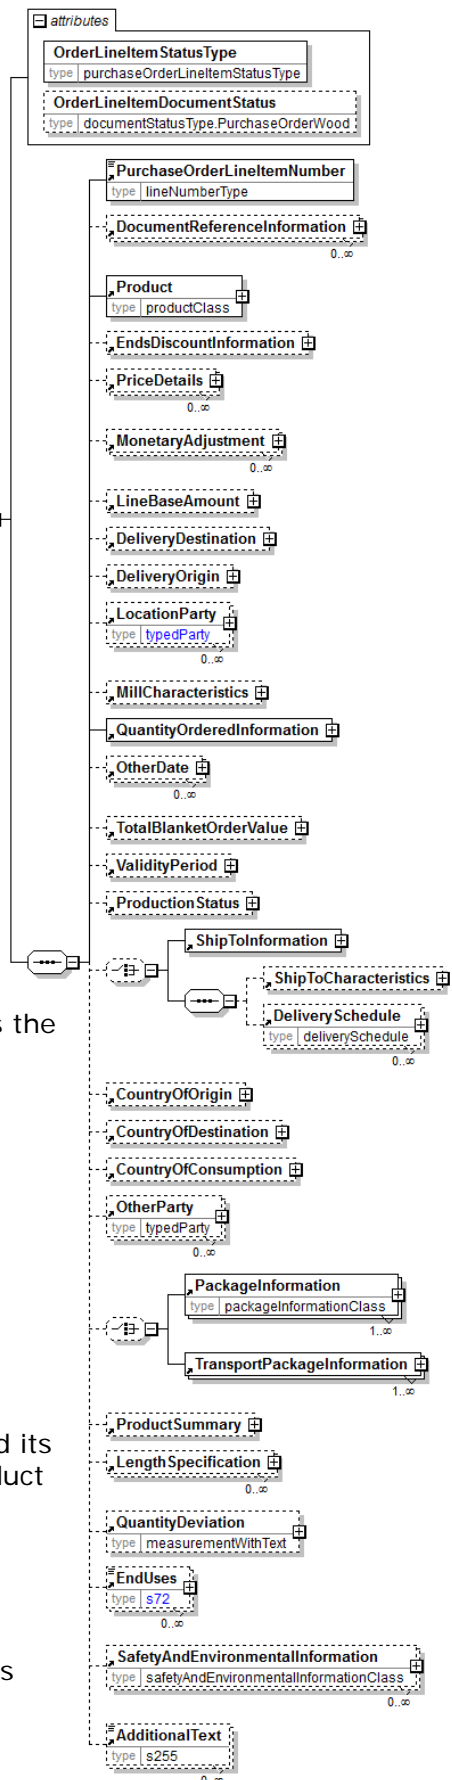 attributes
OrderLineItemStatusType
type purchaseOrderLineItemStatusType
OrderLineItemDocumentStatus
type documentStatusType.PurchaseOrderWood
PurchaseOrderLineItemNumber
type lineNumberType
DocumentReferenceInformation
0..∞
Product
type productClass
EndsDiscountInformation
PriceDetails
0..∞
MonetaryAdjustment
0..∞
LineBaseAmount
DeliveryDestination
DeliveryOrigin
LocationParty
type typedParty
0..∞
MillCharacteristics
QuantityOrderedInformation
OtherDate
0..∞
TotalBlanketOrderValue
ValidityPeriod
ProductionStatus
ShipToInformation
ShipToCharacteristics
DeliverySchedule
s the
type deliverySchedule
0..∞
CountryOfOrigin
CountryOfDestination
CountryOfConsumption
OtherParty
type typedParty
0..∞
PackageInformation
type packageInformationClass
1..∞
TransportPackageInformation
1..∞
ProductSummary
d its
LengthSpecification
duct
0..∞
QuantityDeviation
type measurementWithText
EndUses
type s72
0..∞
SafetyAndEnvironmentalInformation
s
type safetyAndEnvironmentalInformationClass
0..∞
AdditionalText
type s255
0..∞